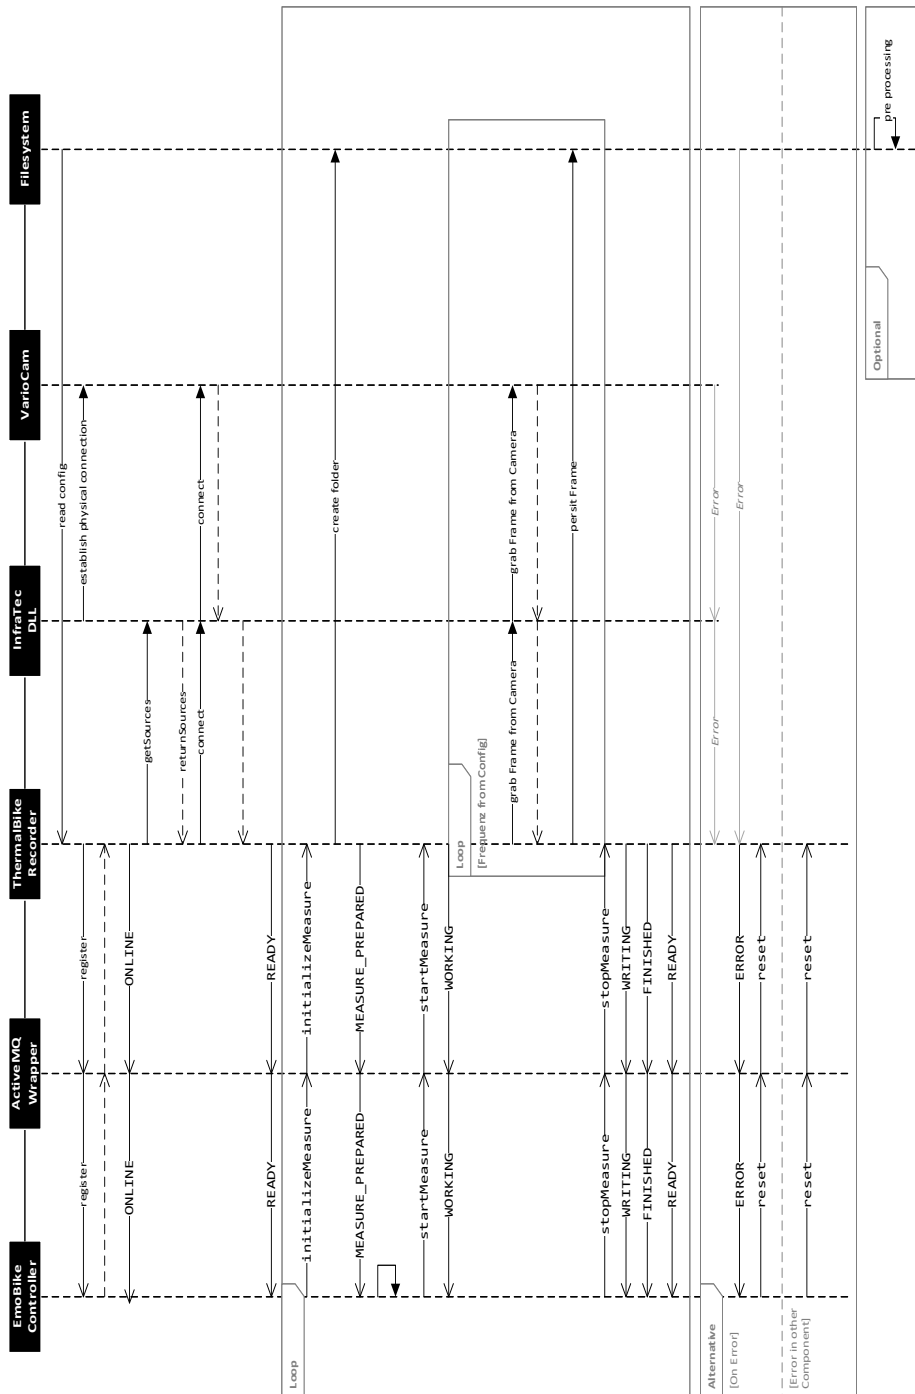 EmoBike
Controller
ActiveMQ
Wrapper
ThermalBike
Recorder
InfraTec
DLL
VarioCam
Filesystem
read config
register
register
establish physical connection
ONLINE
ONLINE
getSources
returnSources
connect
connect
READY
READY
Loop
initializeMeasure
initializeMeasure
create folder
MEASURE_PREPARED
MEASURE_PREPARED
startMeasure
startMeasure
WORKING
WORKING
Loop
[Frequenz from Config]
grab Frame from Camera
grab Frame from Camera
persit Frame
stopMeasure
stopMeasure
WRITING
WRITING
FINISHED
FINISHED
READY
READY
Alternative
[On Error]
Error
Error
Error
ERROR
ERROR
reset
reset
[Error in other
Component]
reset
reset
Optional
pre processing